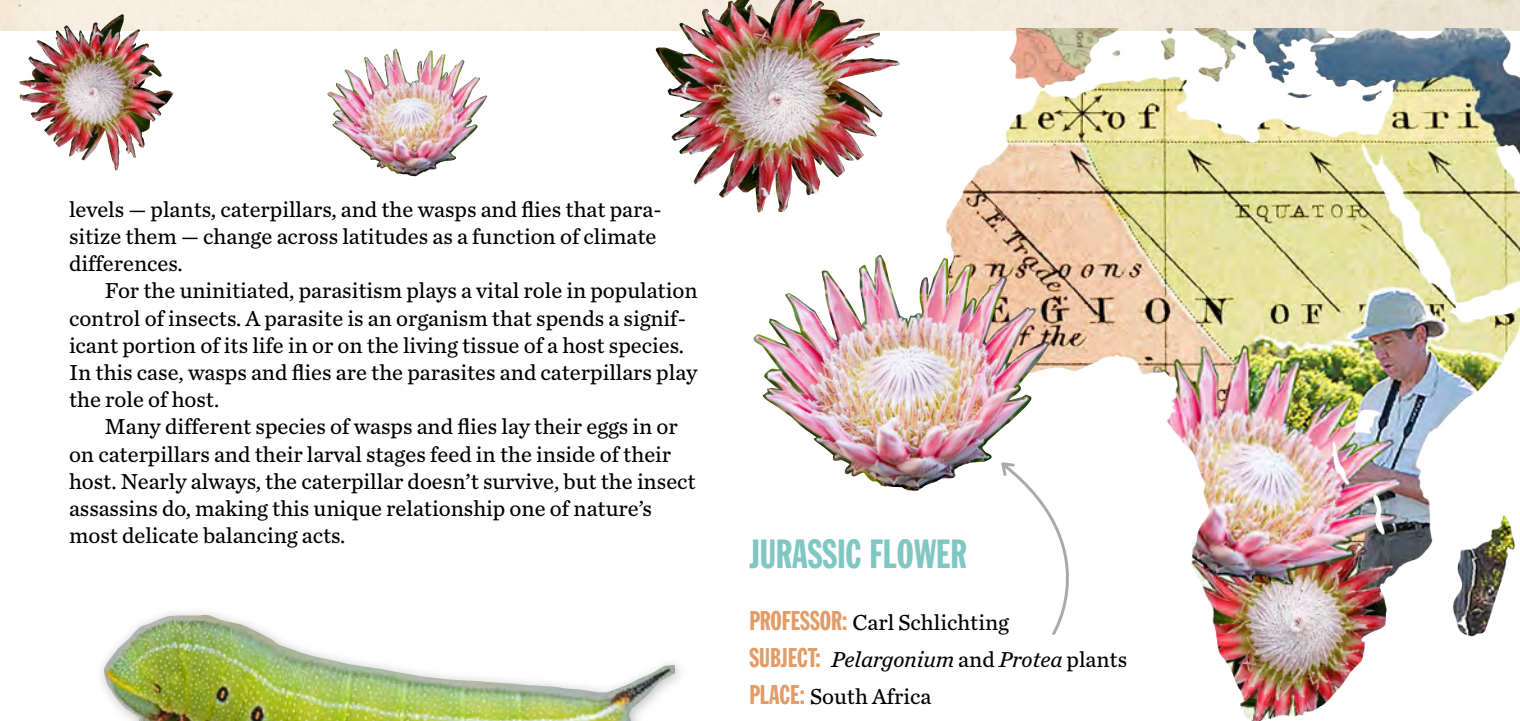 levels — plants, caterpillars, and the wasps and flies that para-
sitize them — change across latitudes as a function of climate
differences.
For the uninitiated, parasitism plays a vital role in population
control of insects. A parasite is an organism that spends a signif-
icant portion of its life in or on the living tissue of a host species.
In this case, wasps and flies are the parasites and caterpillars play
the role of host.
Many different species of wasps and flies lay their eggs in or
on caterpillars and their larval stages feed in the inside of their
host. Nearly always, the caterpillar doesn’t survive, but the insect
assassins do, making this unique relationship one of nature’s
most delicate balancing acts.
of
EQUATOR
S.E. Trade
OF
of the
JURASSIC FLOWER
PROFESSOR: Carl Schlichting
SUBJECT: Pelargonium and Protea plants
PLACE: South Africa